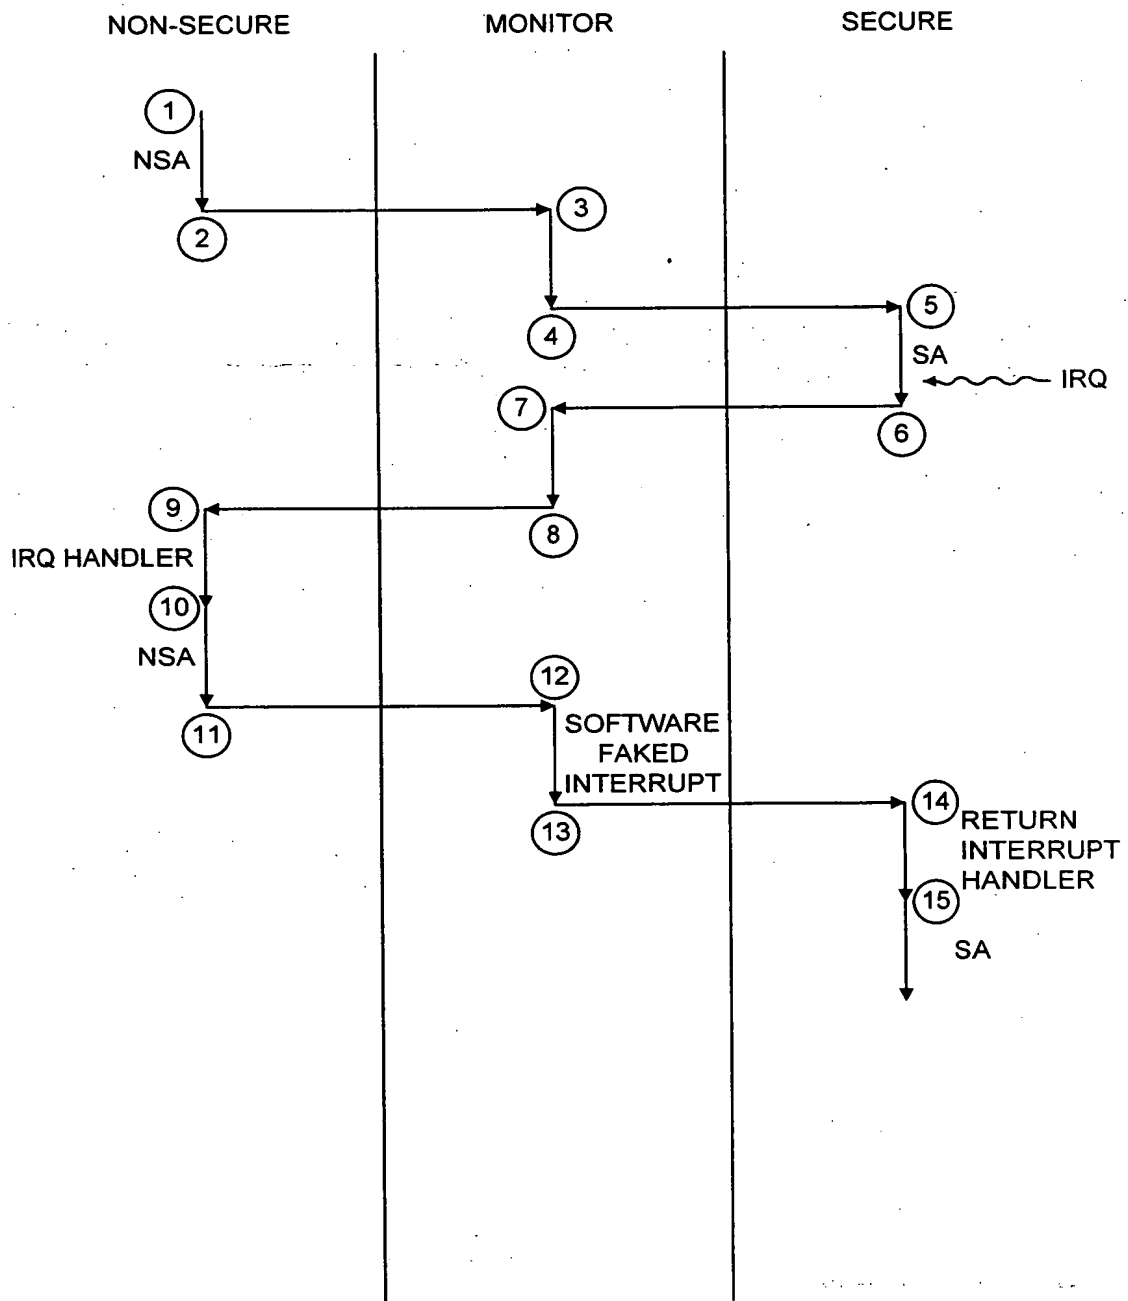 NON-SECURE
MONITOR
SECURE
1
NSA
2
3
4
5
SA
IRQ
6
7
8
9
IRQ HANDLER
10
NSA
11
12
SOFTWARE
FAKED
INTERRUPT
13
14
RETURN
INTERRUPT
HANDLER
15
SA